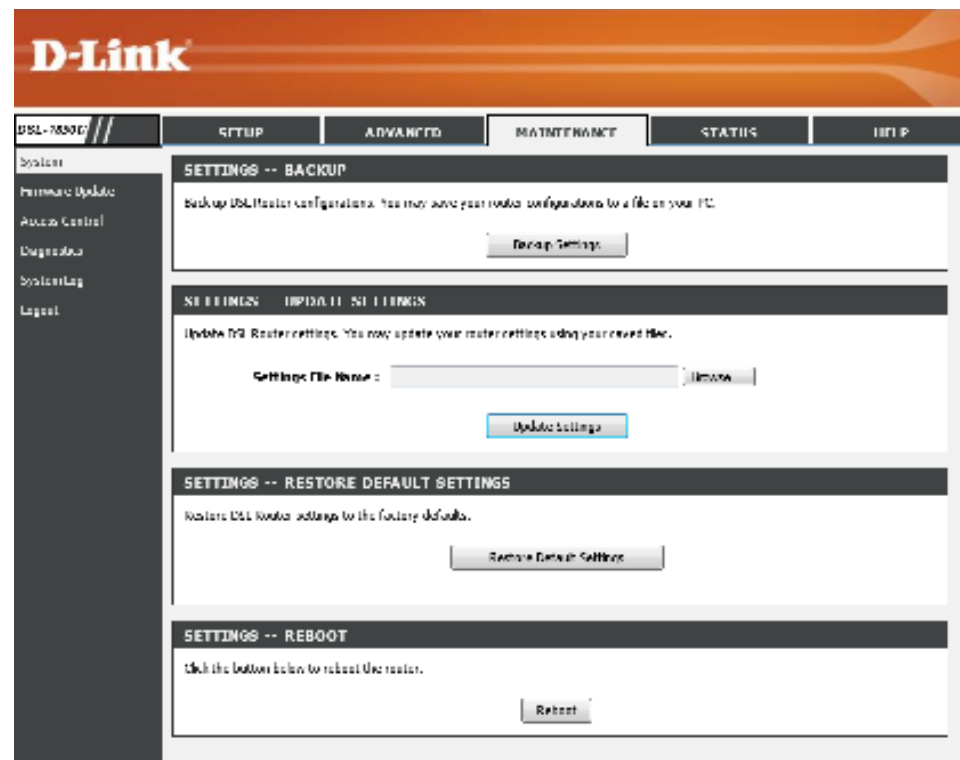 D-Link
SETUP ADVANCED MAINTENANCE STATUS HELP
System
Firmware Update
Access Control
Diagnostics
System Log
Logout
SETTINGS -- BACKUP
Backup DSL Router configurations. You may save your router configurations to a file on your PC.
Backup Settings
SETTINGS UPDATE SETTINGS
Update DSL Router settings. You may update your router settings using your saved files.
Settings File Name :
Browse...
Update Settings
SETTINGS -- RESTORE DEFAULT SETTINGS
Restore DSL Router settings to the factory defaults.
Restore Default Settings
SETTINGS -- REBOOT
Click the button below to reboot the router.
Reboot